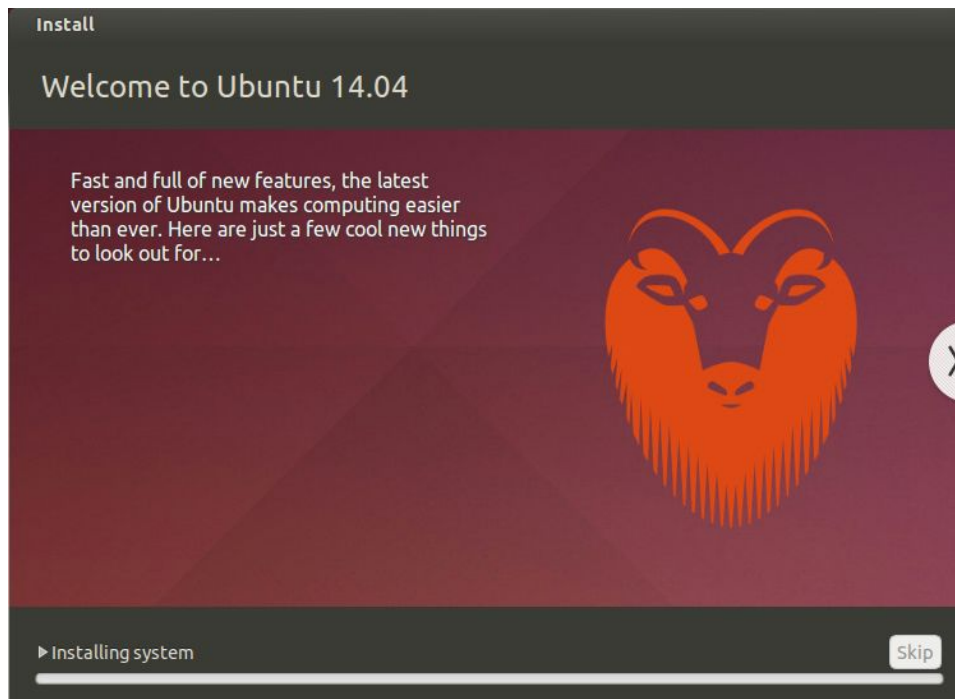 Install
Welcome to Ubuntu 14.04
Fast and full of new features, the latest
version of Ubuntu makes computing easier
than ever. Here are just a few cool new things
to look out for…
Installing system
Skip